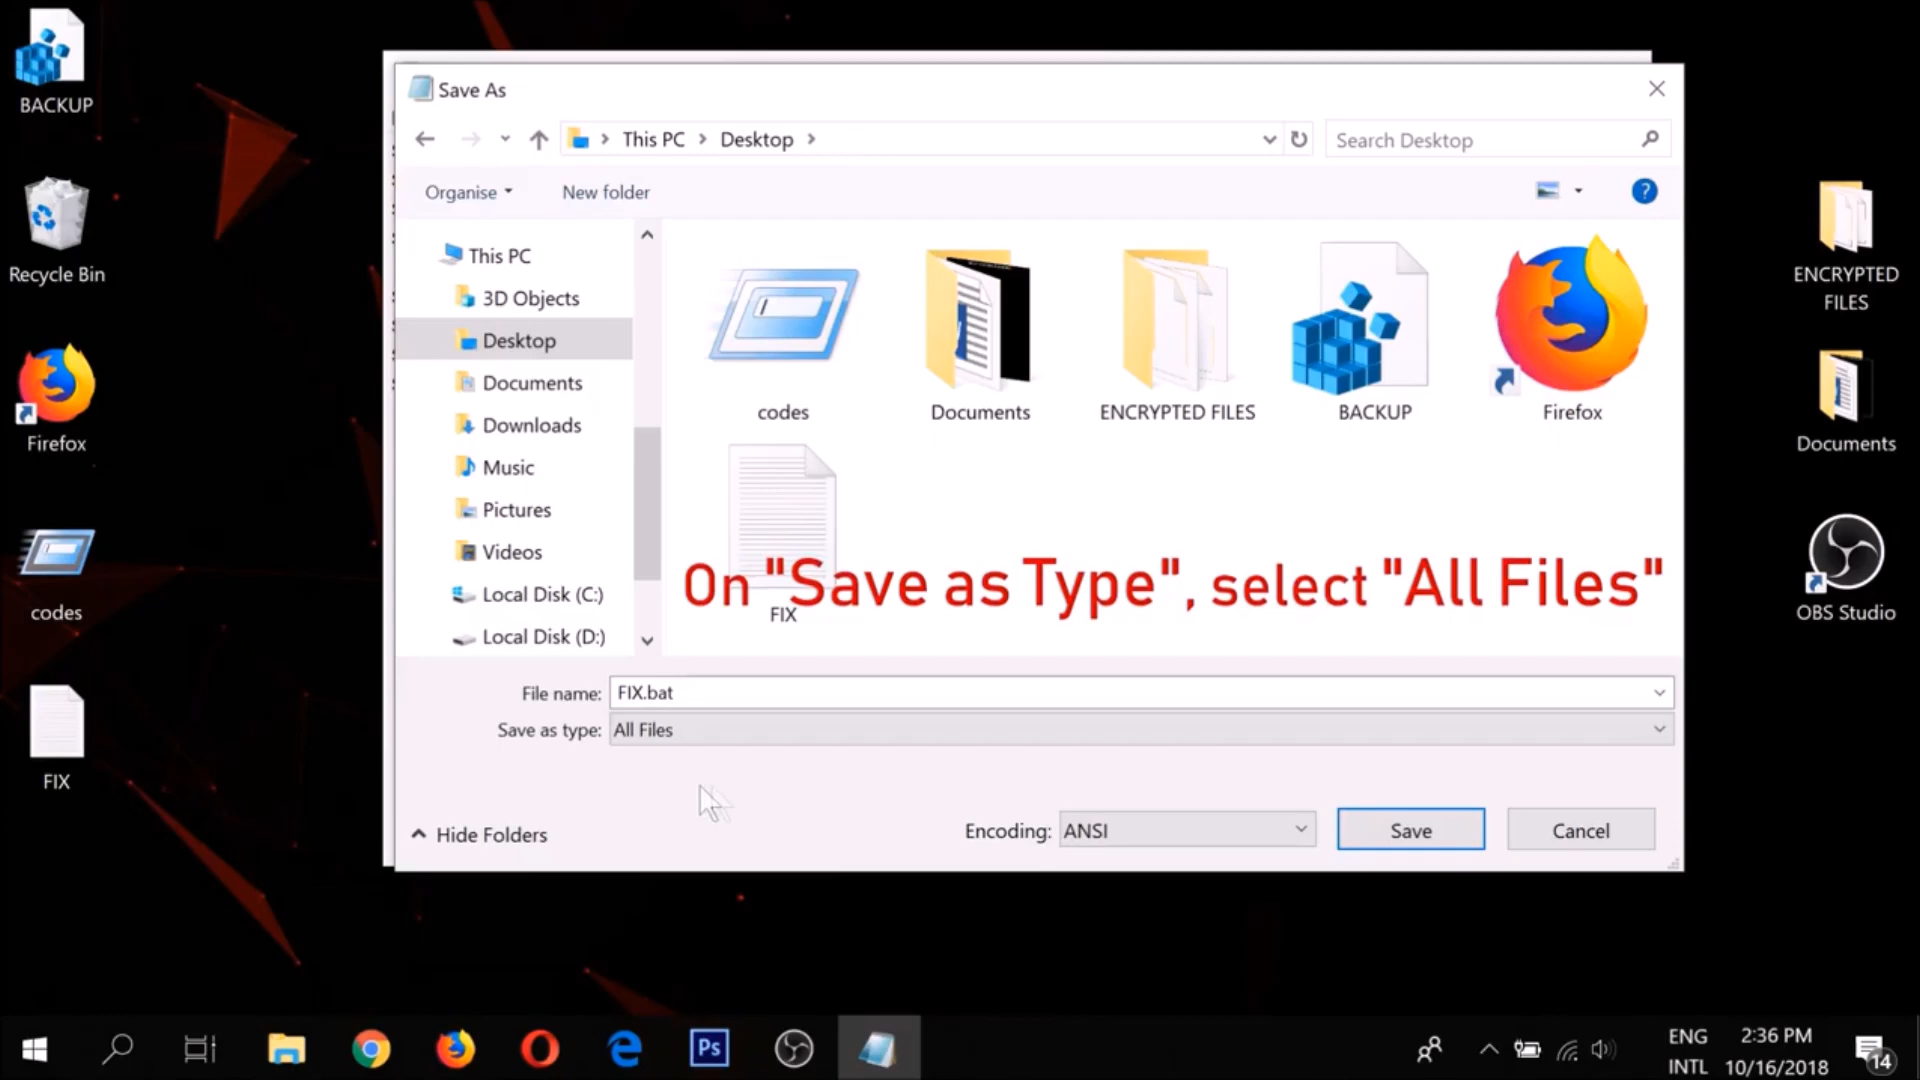 BACKUP
Recycle Bin
Firefox
codes
FIX
Save As
This PC
Desktop
Search Desktop
Organise
New folder
?
This PC
3D Objects
Desktop
Documents
Downloads
Music
Pictures
Videos
Local Disk (C:)
Local Disk (D:)
codes
Documents
ENCRYPTED FILES
BACKUP
Firefox
FIX
On "Save as Type", select "All Files"
File name: FIX.bat
Save as type: All Files
Hide Folders
Encoding: ANSI
Save
Cancel
ENCRYPTED
FILES
Documents
OBS Studio
Ps
ENG
INTL
2:36 PM
10/16/2018
14